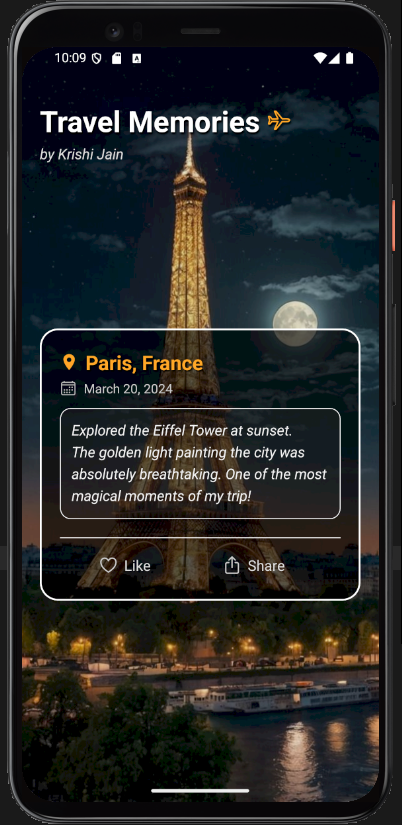 10:09
Travel Memories
by Krishi Jain
Paris, France
March 20, 2024
Explored the Eiffel Tower at sunset.
The golden light painting the city was
absolutely breathtaking. One of the most
magical moments of my trip!
Like
Share